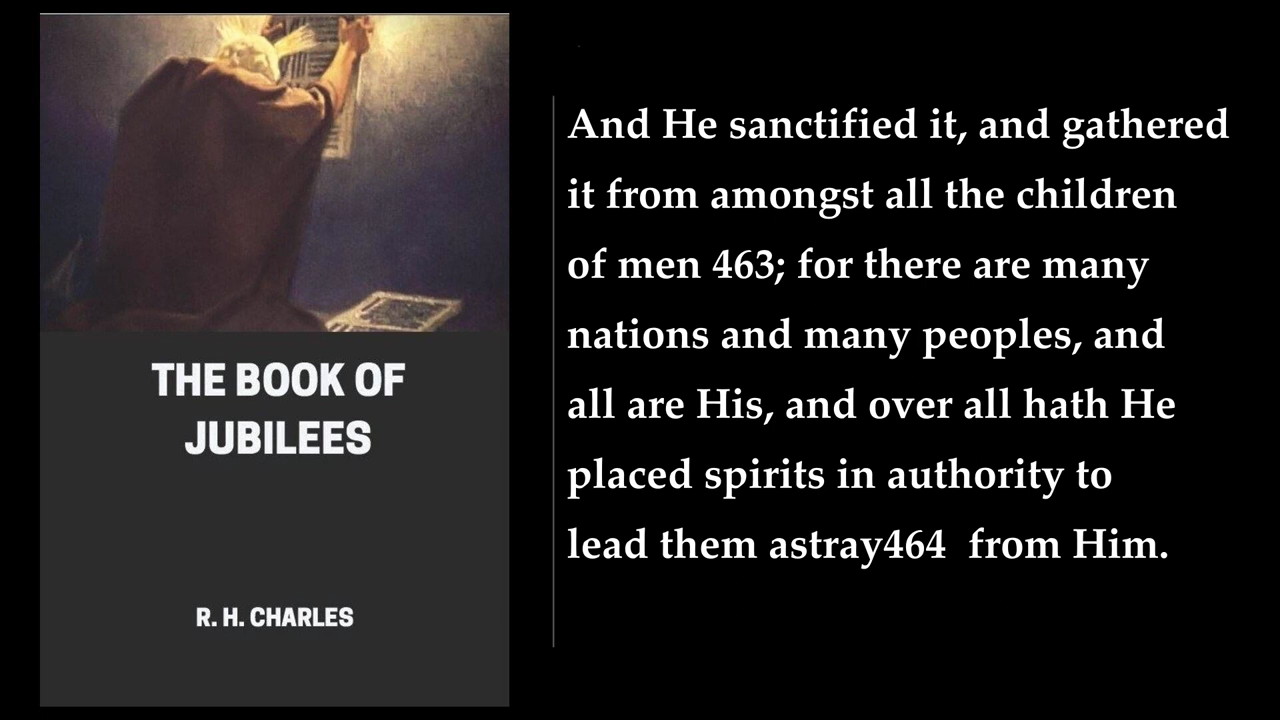 THE BOOK OF
JUBILEES
R. H. CHARLES
And He sanctified it, and gathered
it from amongst all the children
of men 463; for there are many
nations and many peoples, and
all are His, and over all hath He
placed spirits in authority to
lead them astray464  from Him.